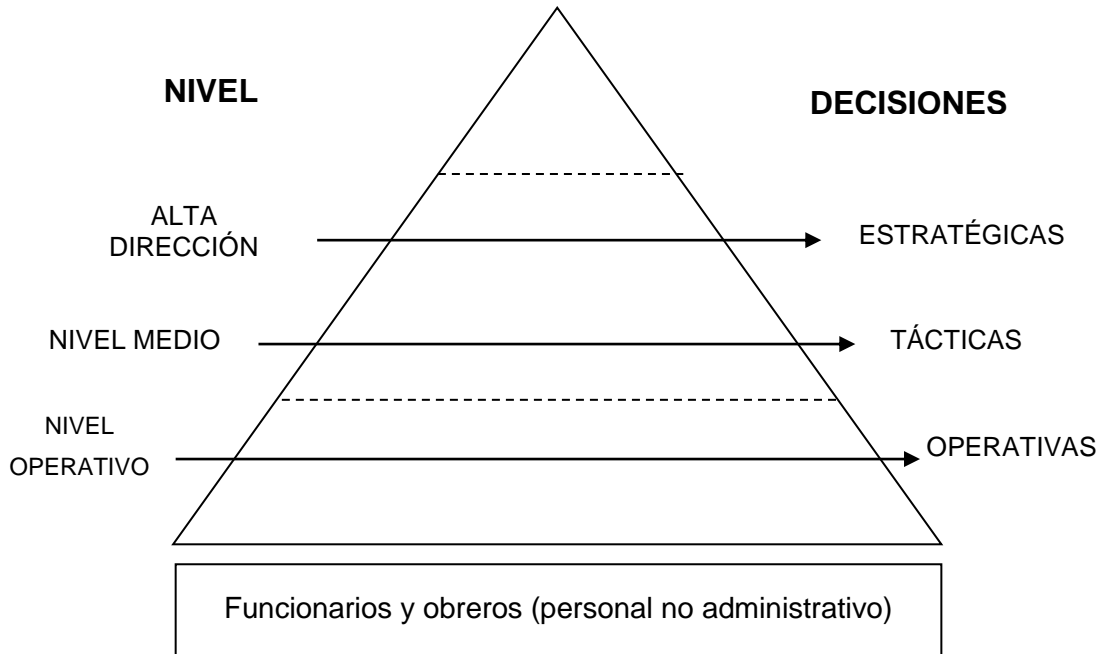 NIVEL
DECISIONES
ALTA
DIRECCIÓN
ESTRATÉGICAS
NIVEL MEDIO
TÁCTICAS
NIVEL
OPERATIVO
OPERATIVAS
Funcionarios y obreros (personal no administrativo)